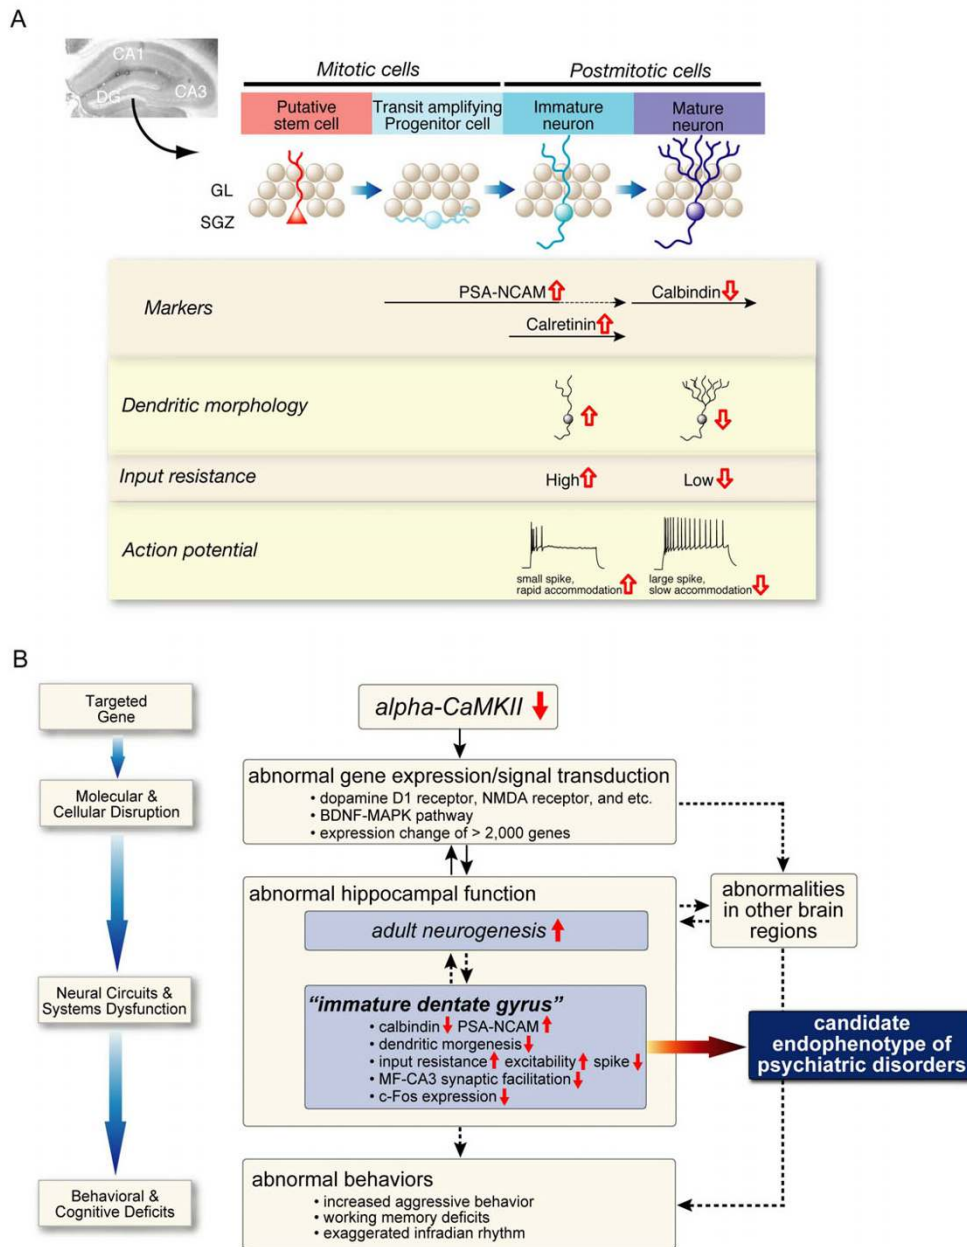 A
CA1
DG
CA3
Mitotic cells
Postmitotic cells
Putative
stem cell
Transit amplifying
Progenitor cell
Immature
neuron
Mature
neuron
GL
SGZ
Markers
PSA-NCAM
Calbindin
Calretinin
Dendritic morphology
Input resistance
High
Low
Action potential
small spike,
rapid accommodation
large spike,
slow accommodation
B
Targeted
Gene
Molecular &
Cellular Disruption
Neural Circuits &
Systems Dysfunction
Behavioral &
Cognitive Deficits
alpha-CaMKII
abnormal gene expression/signal transduction
• dopamine D1 receptor, NMDA receptor, and etc.
• BDNF-MAPK pathway
• expression change of > 2,000 genes
abnormal hippocampal function
adult neurogenesis
“immature dentate gyrus”
• calbindin PSA-NCAM
• dendritic morgenesis
• input resistance excitability spike
• MF-CA3 synaptic facilitation
• c-Fos expression
abnormalities
in other brain
regions
candidate
endophenotype of
psychiatric disorders
abnormal behaviors
• increased aggressive behavior
• working memory deficits
• exaggerated infradian rhythm